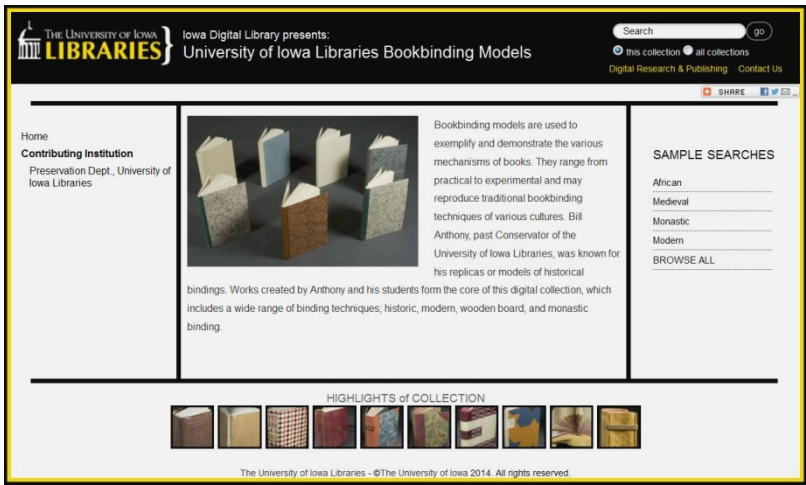 THE UNIVERSITY OF IOWA
LIBRARIES
Iowa Digital Library presents:
University of Iowa Libraries Bookbinding Models
Search
go
this collection all collections
Digital Research & Publishing Contact Us
SHARE
Home
Contributing Institution
Preservation Dept., University of
Iowa Libraries
Bookbinding models are used to
exemplify and demonstrate the various
mechanisms of books. They range from
practical to experimental and may
reproduce traditional bookbinding
techniques of various cultures. Bill
Anthony, past Conservator of the
University of Iowa Libraries, was known for
his replicas or models of historical
bindings. Works created by Anthony and his students form the core of this digital collection, which
includes a wide range of binding techniques; historic, modern, wooden board, and monastic
binding.
SAMPLE SEARCHES
African
Medieval
Monastic
Modern
BROWSE ALL
HIGHLIGHTS of COLLECTION
The University of Iowa Libraries - ©The University of Iowa 2014. All rights reserved.